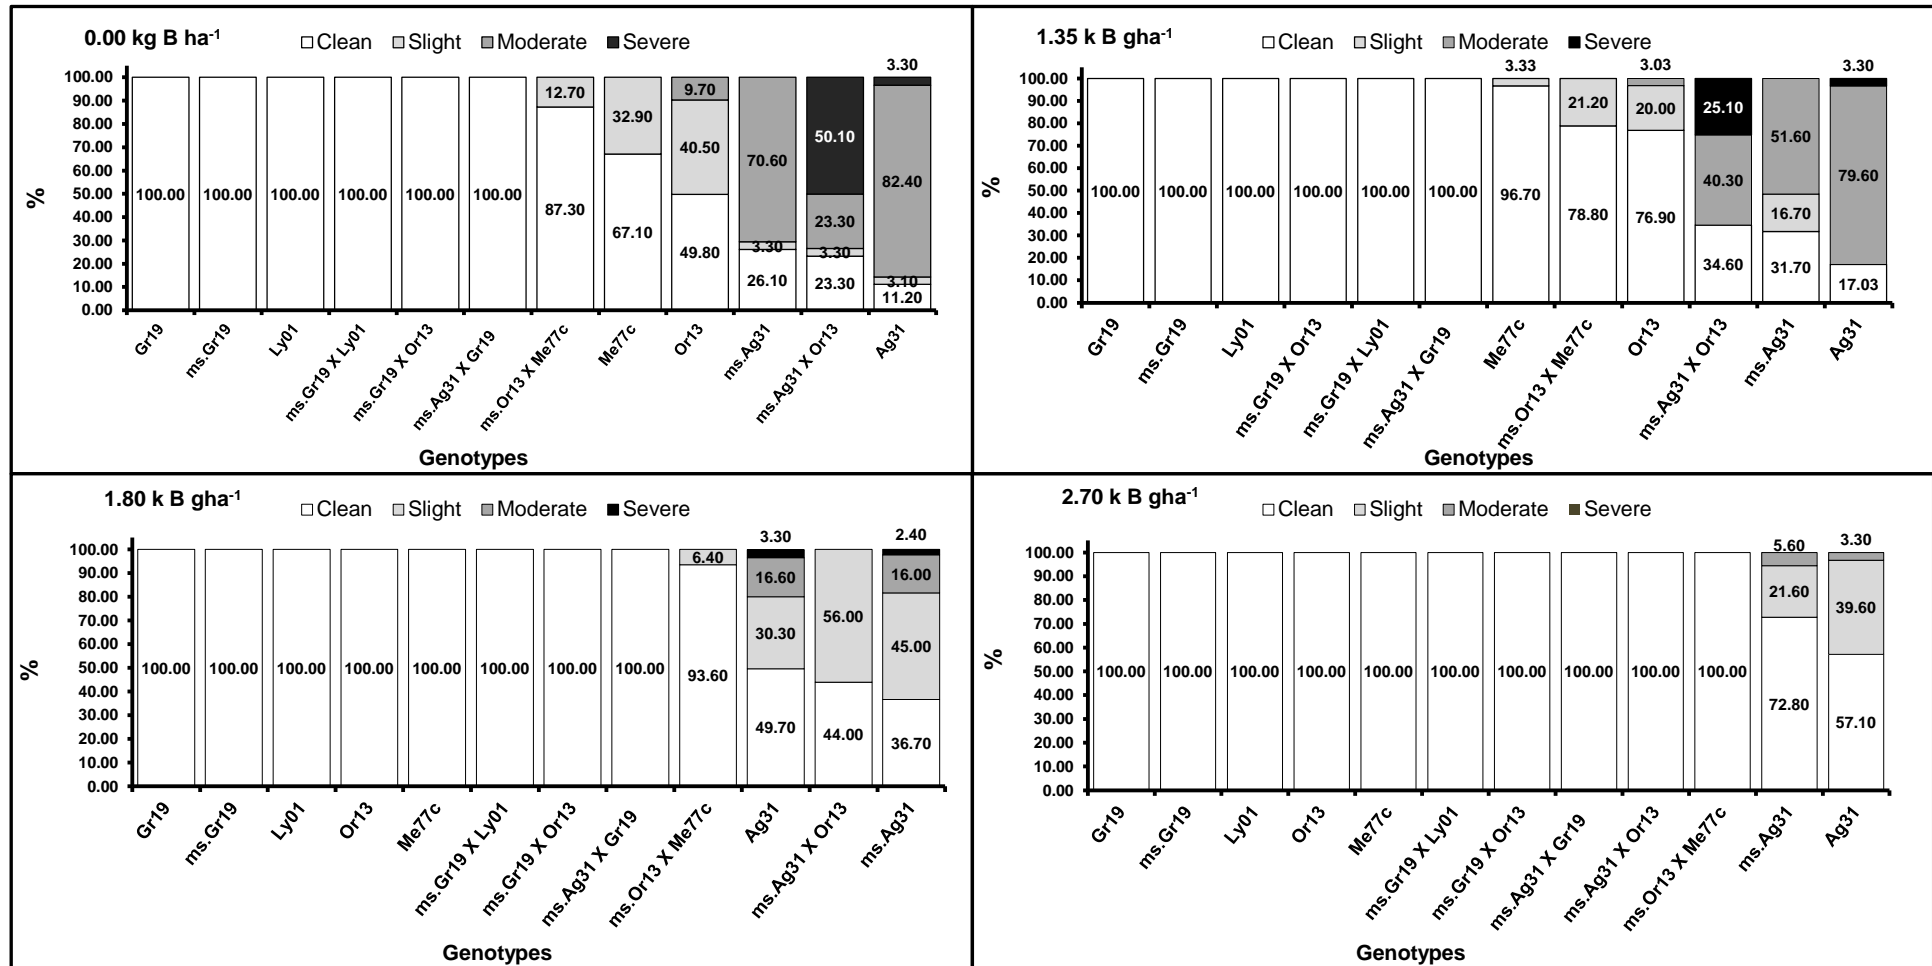 0.00 kg B ha-1
Clean Slight Moderate Severe
3.30
100.00
90.00
80.00
70.00
60.00
50.00
40.00
30.00
20.00
10.00
0.00
%
100.00 100.00 100.00 100.00 100.00 100.00
12.70
87.30
32.90
67.10
9.70
40.50
49.80
70.60
3.30
26.10
50.10
23.30
3.30
23.30
82.40
3.10
11.20
Gr19
ms.Gr19
Ly01
ms.Gr19 X Ly01
ms.Gr19 X Or13
ms.Ag31 X Gr19
ms.Or13 X Me77c
Me77c
Or13
ms.Ag31
ms.Ag31 X Or13
Ag31
Genotypes
1.35 k B gha-1
Clean Slight Moderate Severe
100.00
90.00
80.00
70.00
60.00
50.00
40.00
30.00
20.00
10.00
0.00
%
100.00 100.00 100.00 100.00 100.00 100.00
3.33
96.70
21.20
78.80
3.03
20.00
76.90
25.10
40.30
34.60
51.60
16.70
31.70
3.30
79.60
17.03
Gr19
ms.Gr19
Ly01
ms.Gr19 X Or13
ms.Gr19 X Ly01
ms.Ag31 X Gr19
Me77c
ms.Or13 X Me77c
Or13
ms.Ag31 X Or13
ms.Ag31
Ag31
Genotypes
1.80 k B gha-1
Clean Slight Moderate Severe
100.00
90.00
80.00
70.00
60.00
50.00
40.00
30.00
20.00
10.00
0.00
%
100.00 100.00 100.00 100.00 100.00 100.00 100.00 100.00
6.40
93.60
3.30
16.60
30.30
49.70
56.00
44.00
2.40
16.00
45.00
36.70
Gr19
ms.Gr19
Ly01
Or13
Me77c
ms.Gr19 X Ly01
ms.Gr19 X Or13
ms.Ag31 X Gr19
ms.Or13 X Me77c
Ag31
ms.Ag31 X Or13
ms.Ag31
Genotypes
2.70 k B gha-1
Clean Slight Moderate Severe
100.00
90.00
80.00
70.00
60.00
50.00
40.00
30.00
20.00
10.00
0.00
%
100.00 100.00 100.00 100.00 100.00 100.00 100.00 100.00 100.00 100.00
5.60
21.60
72.80
3.30
39.60
57.10
Gr19
ms.Gr19
Ly01
Or13
Me77c
ms.Gr19 X Ly01
ms.Gr19 X Or13
ms.Ag31 X Gr19
ms.Ag31 X Or13
ms.Or13 X Me77c
ms.Ag31
Ag31
Genotypes